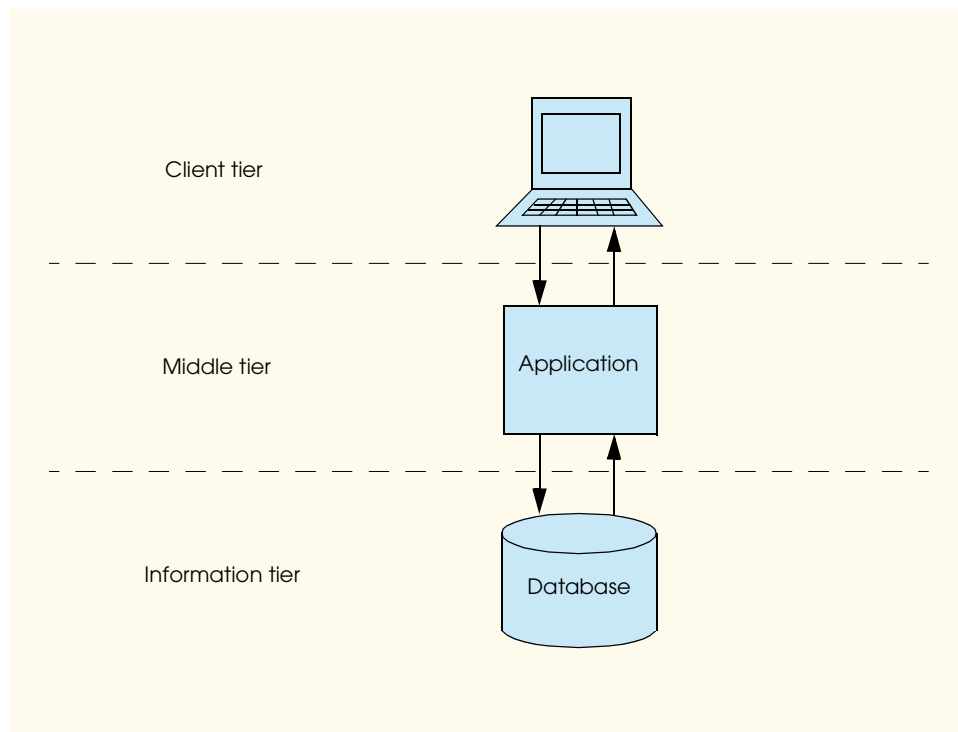 Client tier
Middle tier
Application
Information tier
Database